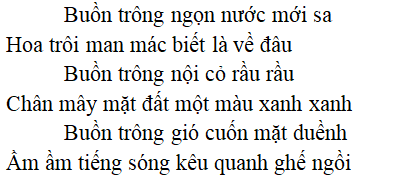 Buồn trông ngọn nước mới sa
Hoa trôi man mác biết là về đâu
Buồn trông nội cỏ rầu rầu
Chân mây mặt đất một màu xanh xanh
Buồn trông gió cuốn mặt duềnh
Ầm ầm tiếng sóng kêu quanh ghế ngồi